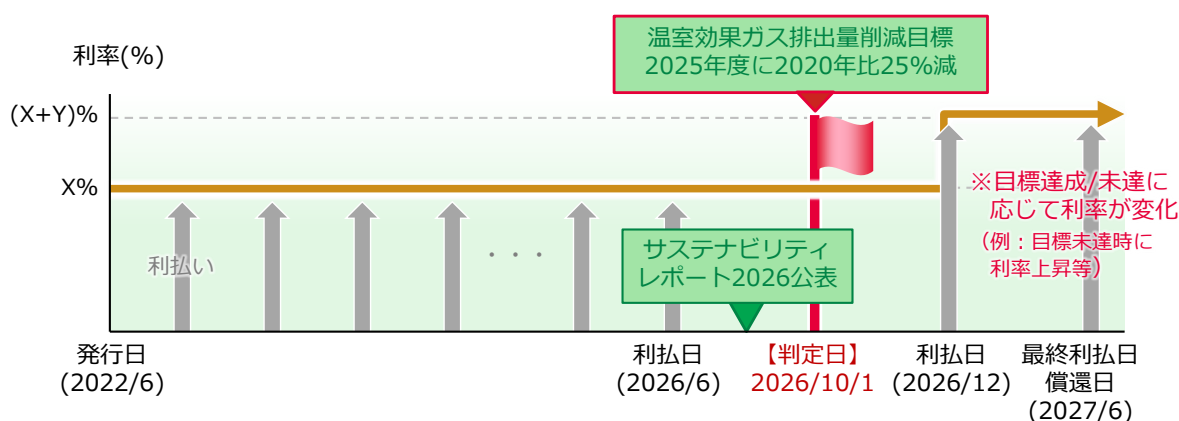 利率(%)
温室効果ガス排出量削減目標
2025年度に2020年比25%減
(X+Y)%
X%
※目標達成/未達に
応じて利率が変化
(例：目標未達時に
利率上昇等)
利払い
・・・
サステナビリティ
レポート2026公表
発行日
(2022/6)
利払日
(2026/6)
【判定日】
2026/10/1
利払日
(2026/12)
最終利払日
償還日
(2027/6)